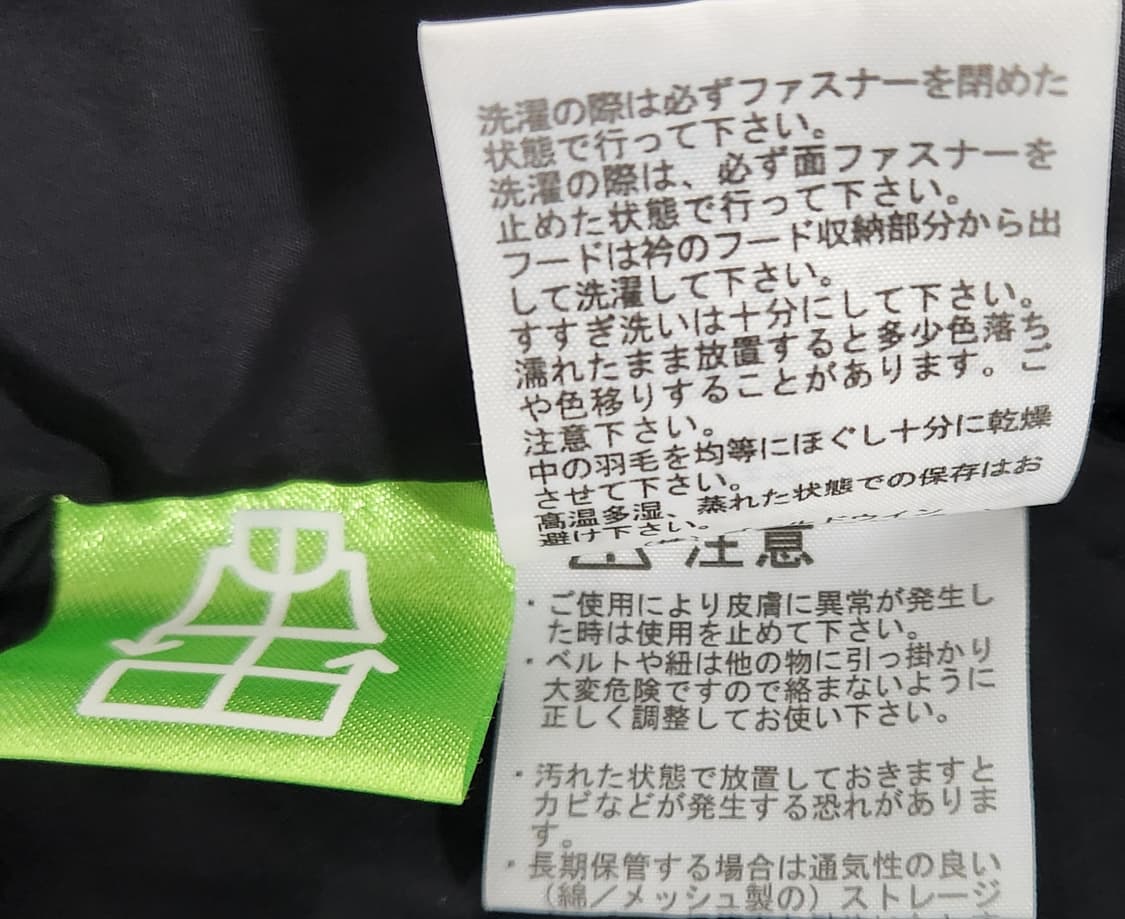 洗濯の際は必ずファスナーを閉めた
状態で行って下さい。
洗濯の際は、必ず面ファスナーを
止めた状態で行って下さい。
フードは衿のフード収納部分から出
して洗濯して下さい。
すすぎ洗いは十分にして下さい。
濡れたまま放置すると多少色落ち
や色移りすることがあります。ご
注意下さい。
中の羽毛を均等にほぐし十分に乾燥
させて下さい。
高温多湿、蒸れた状態での保存はお
避け下さい。
注意
・ご使用により皮膚に異常が発生し
た時は使用を止めて下さい。
・ベルトや紐は他の物に引っ掛かり
大変危険ですので絡まないように
正しく調整してお使い下さい。
・汚れた状態で放置しておきますと
カビなどが発生する恐れがありま
す。
・長期保管する場合は通気性の良い
（綿／メッシュ製の）ストレージ